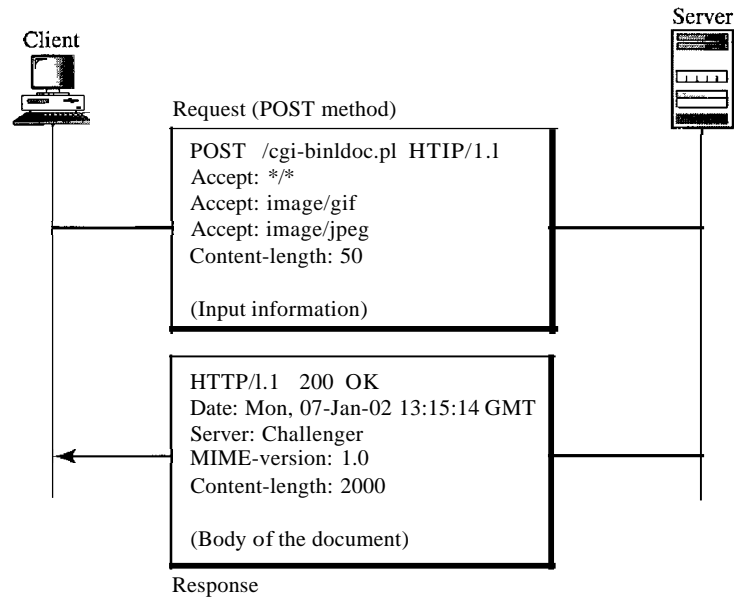 Server
Client
Request (POST method)
POST /cgi-binldoc.pl HTIP/1.l
Accept: */*
Accept: image/gif
Accept: image/jpeg
Content-length: 50
(Input information)
HTTP/l.1 200 OK
Date: Mon, 07-Jan-02 13:15:14 GMT
Server: Challenger
MIME-version: 1.0
Content-length: 2000
(Body of the document)
Response